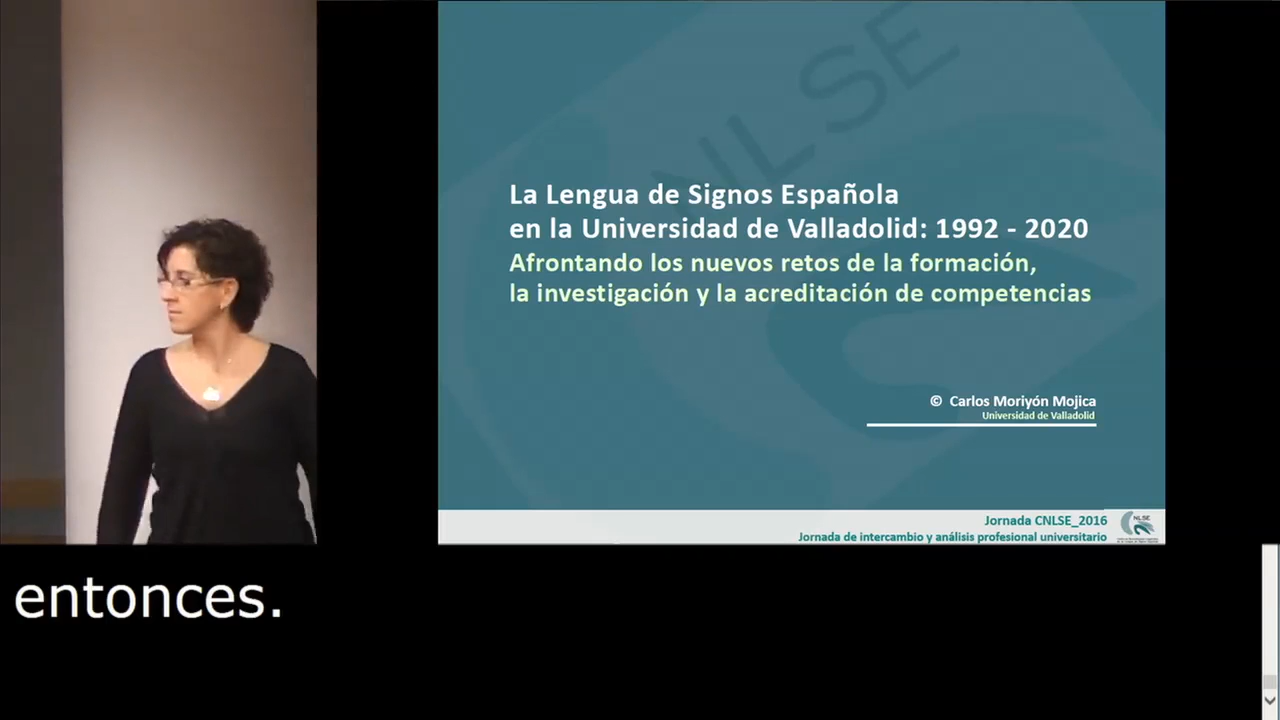 CNLSE
La Lengua de Signos Española
en la Universidad de Valladolid: 1992 - 2020
Afrontando los nuevos retos de la formación,
la investigación y la acreditación de competencias
© Carlos Moriyón Mojica
Universidad de Valladolid
Jornada CNLSE_2016
Jornada de intercambio y análisis profesional universitario
CNLSE
entonces.